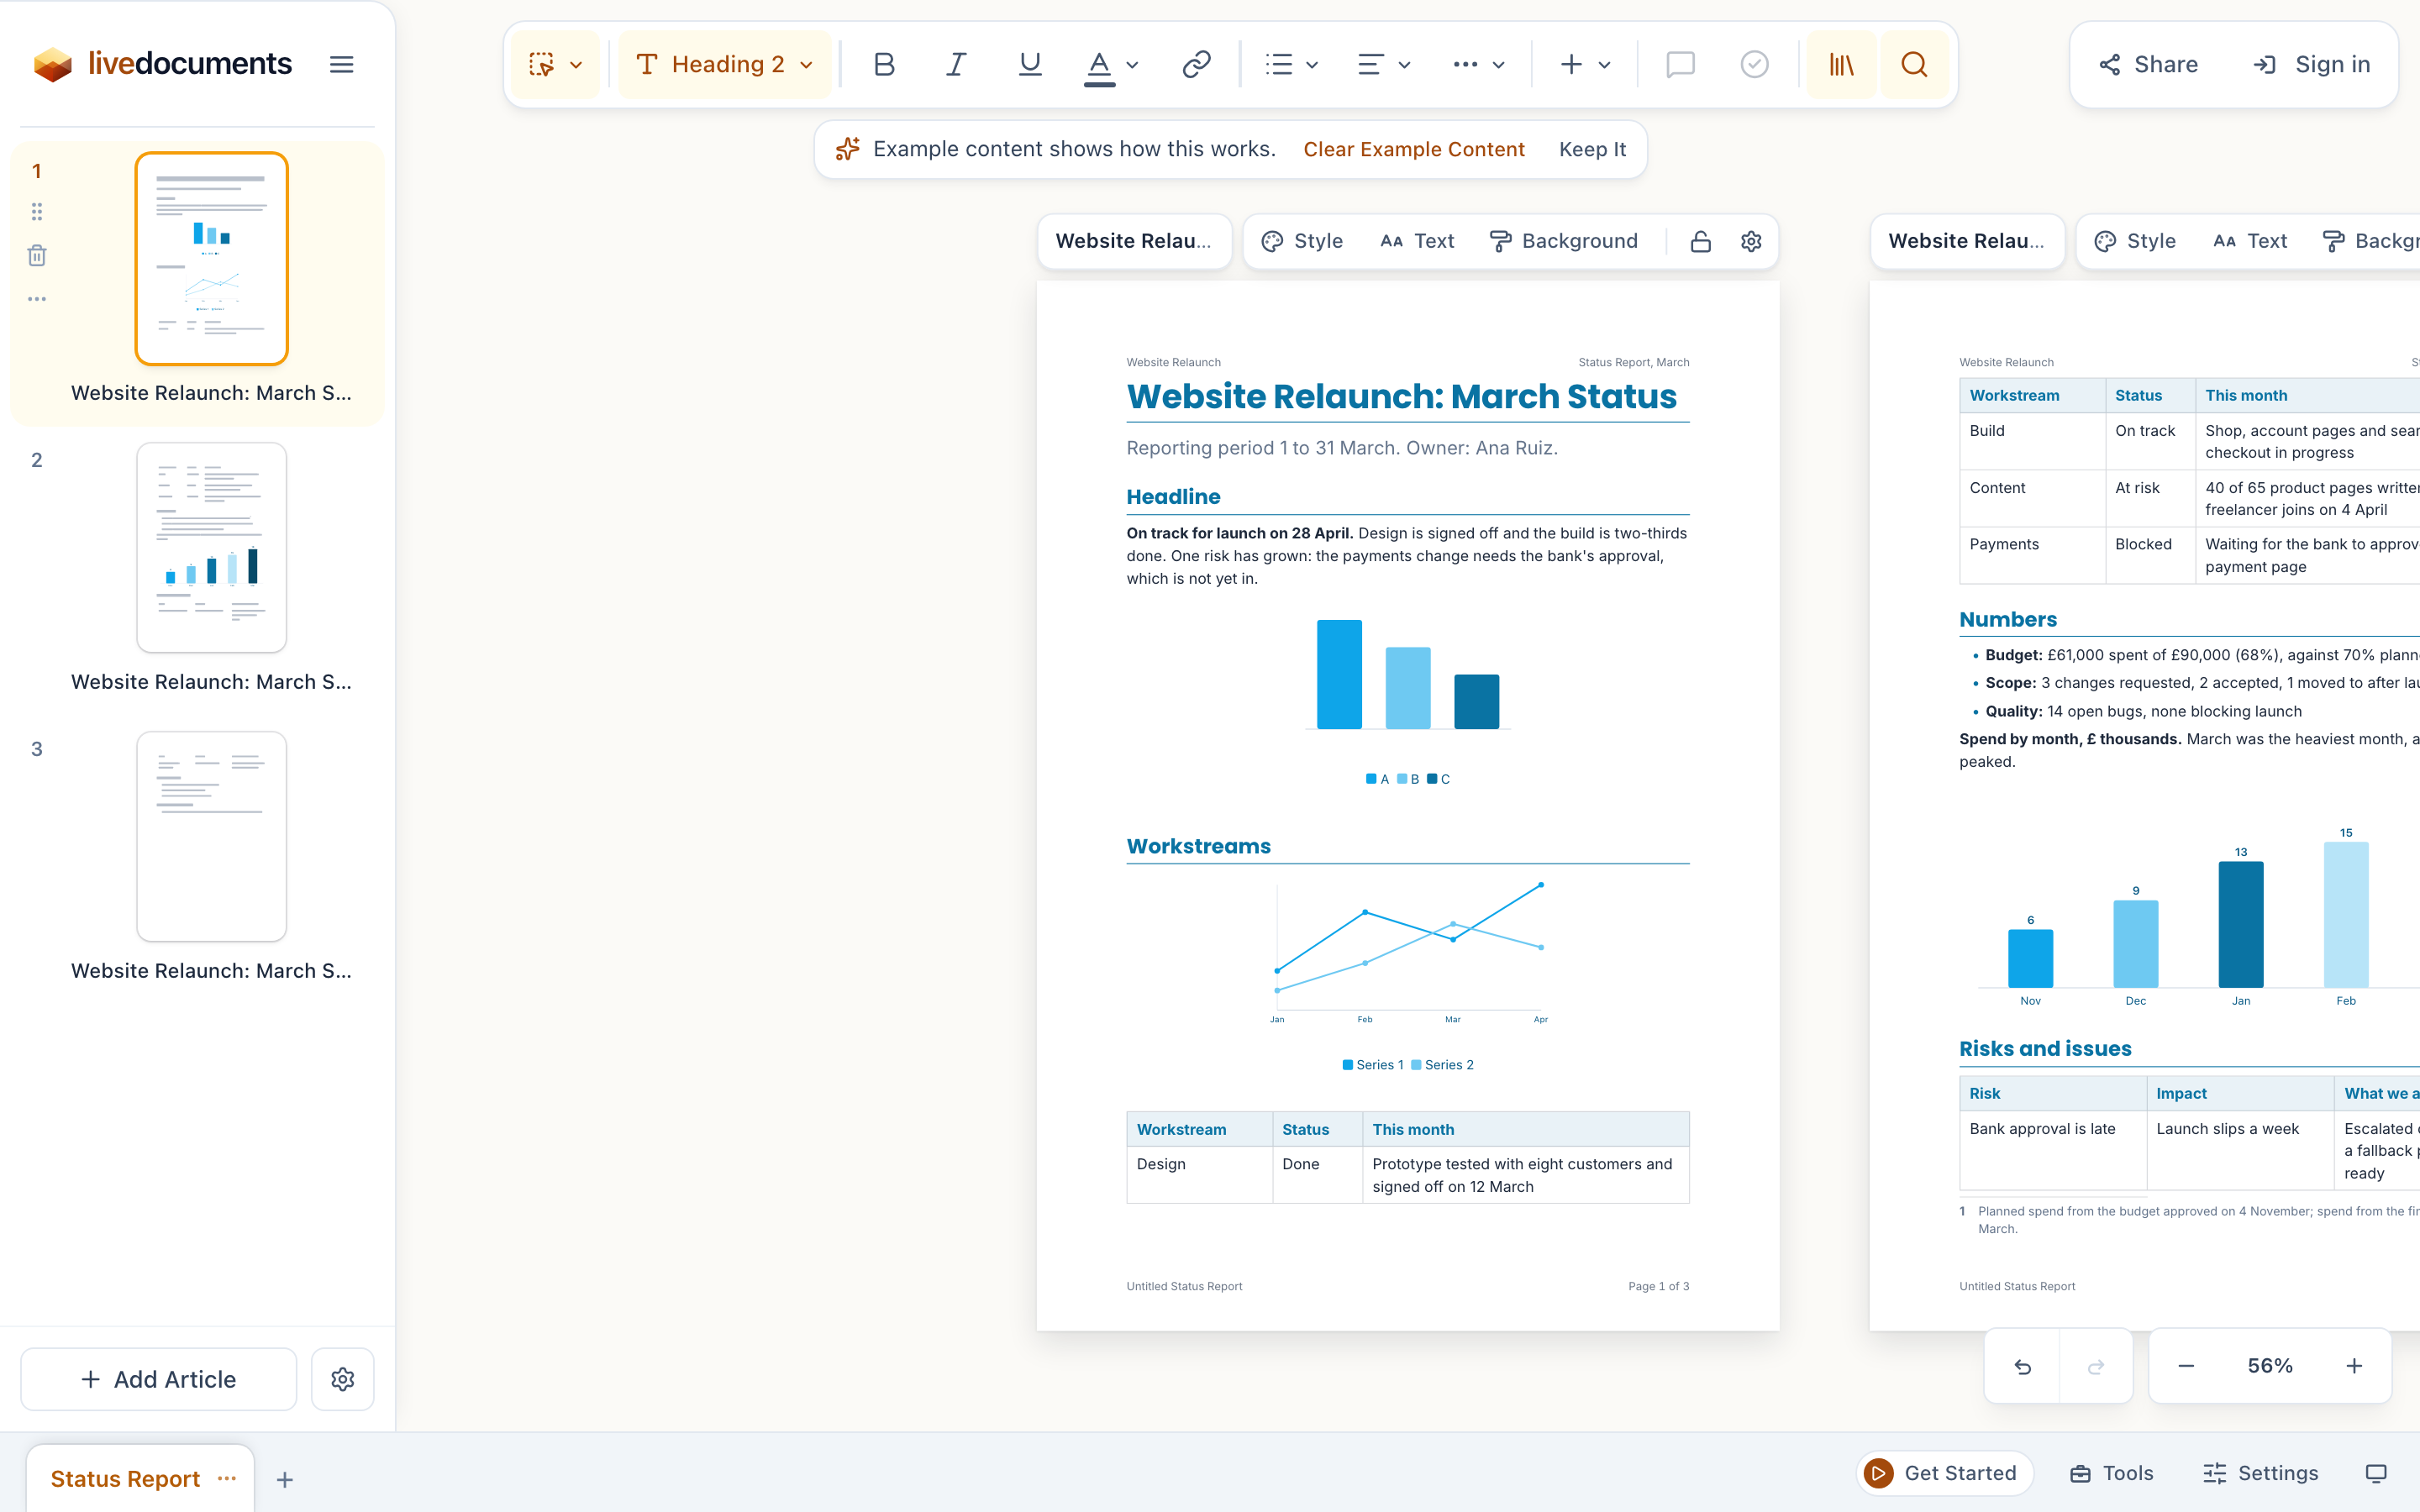 livedocuments
Heading 2
Share
Sign in
Example content shows how this works. Clear Example Content Keep It
1
Website Relaunch: March S...
2
Website Relaunch: March S...
3
Website Relaunch: March S...
Add Article
Website Relau...
Style
Text
Background
Website Relaunch
Status Report, March
Website Relaunch: March Status
Reporting period 1 to 31 March. Owner: Ana Ruiz.
Headline
On track for launch on 28 April. Design is signed off and the build is two-thirds
done. One risk has grown: the payments change needs the bank's approval,
which is not yet in.
A B C
Workstreams
Jan Feb Mar Apr
Series 1 Series 2
Workstream Status This month
Design Done Prototype tested with eight customers and
signed off on 12 March
Untitled Status Report
Page 1 of 3
Website Relau...
Style
Text
Backgr
Website Relaunch
S
Workstream Status This month
Build On track Shop, account pages and sear
checkout in progress
Content At risk 40 of 65 product pages written
freelancer joins on 4 April
Payments Blocked Waiting for the bank to approv
payment page
Numbers
• Budget: £61,000 spent of £90,000 (68%), against 70% plann
• Scope: 3 changes requested, 2 accepted, 1 moved to after lau
• Quality: 14 open bugs, none blocking launch
Spend by month, £ thousands. March was the heaviest month, a
peaked.
6 9 13 15
Nov Dec Jan Feb
Risks and issues
Risk Impact What we a
Bank approval is late Launch slips a week Escalated
a fallback p
ready
1 Planned spend from the budget approved on 4 November; spend from the fir
March.
Untitled Status Report
56%
Status Report
Get Started
Tools
Settings